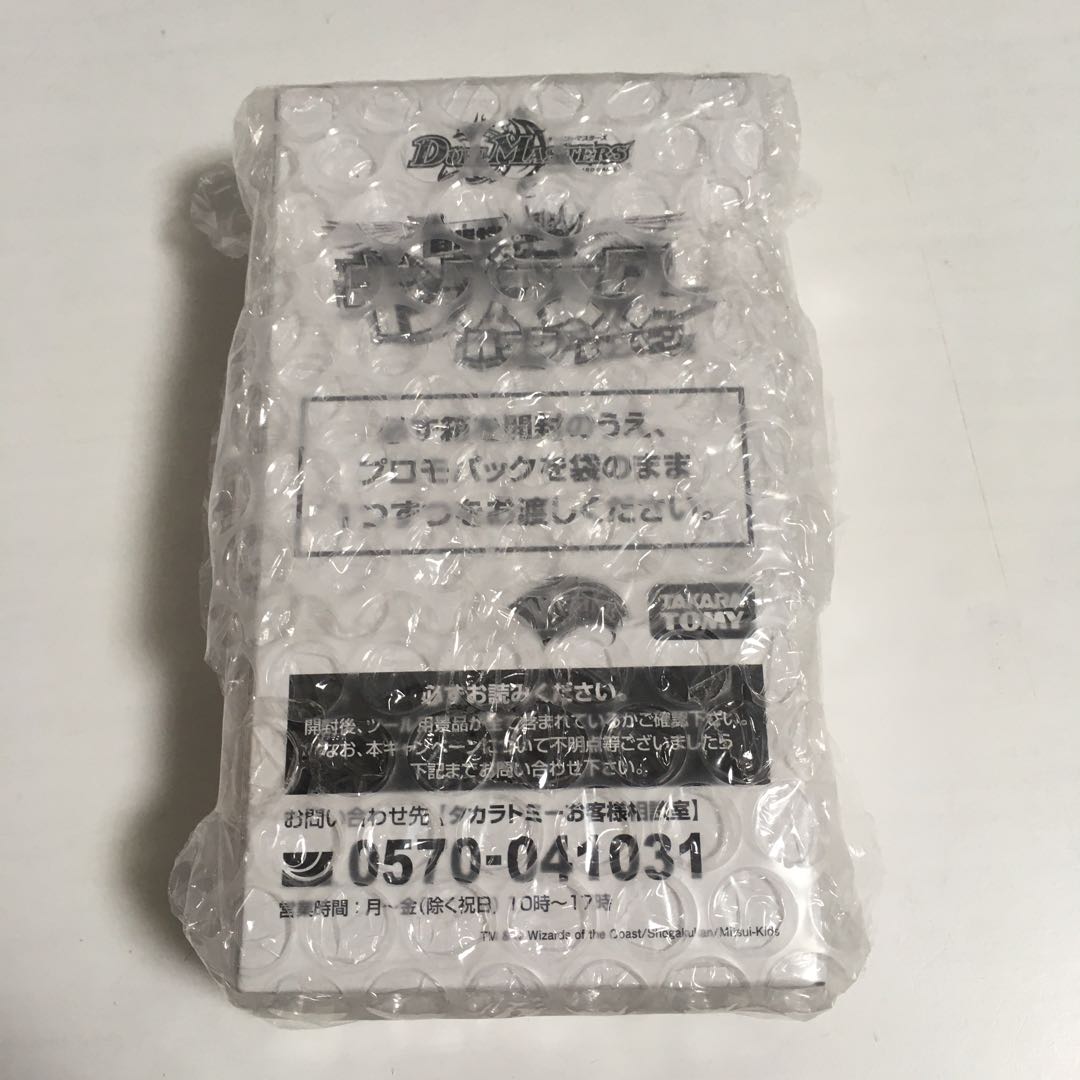 デュエル・マスターズ
DUEL MASTERS
必ず箱を開封のうえ、
プロモパックを袋のまま
1つずつをお渡しください。
TAKARA TOMY
必ずお読みください。
開封後、ツール用景品が全て含まれているかご確認下さい。
なお、本キャンペーンについて不明点等ございましたら
下記までお問い合わせ下さい。
お問い合わせ先【タカラトミーお客様相談室】
0570-041031
営業時間：月～金(除く祝日) 10時～17時
TM & © Wizards of the Coast/Shogakukan/Mitsui-Kids